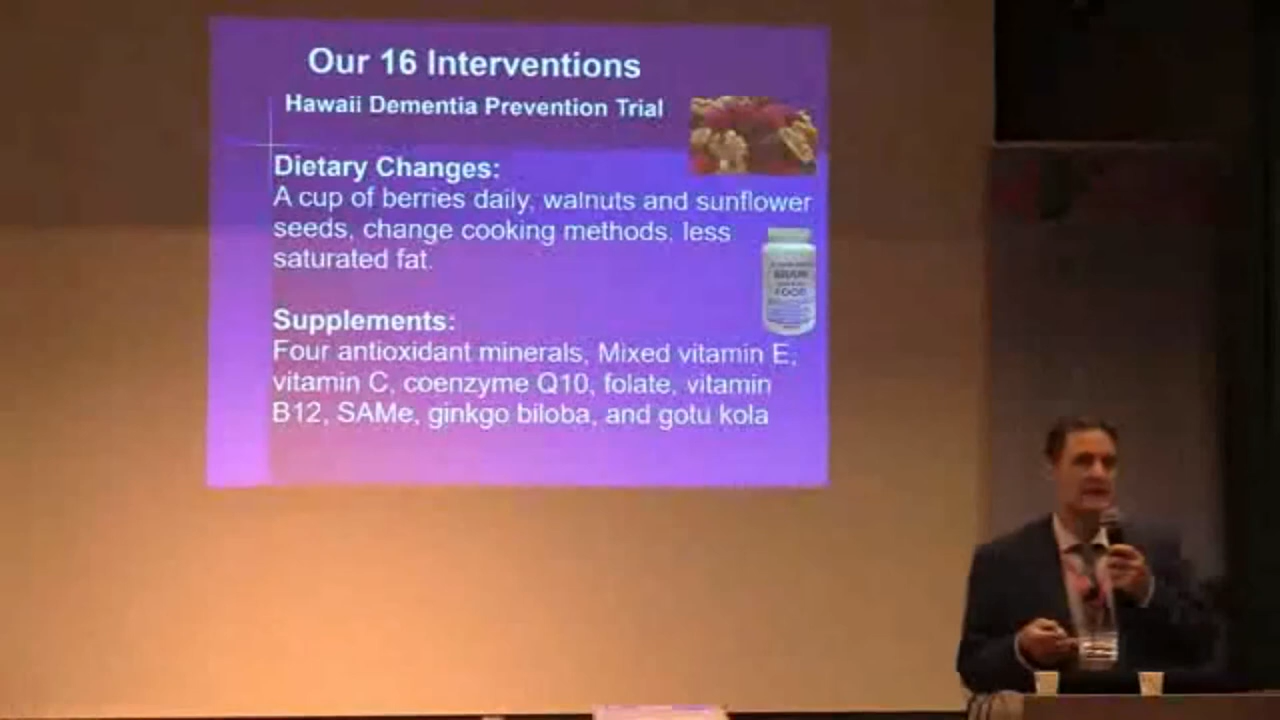 Our 16 Interventions
Hawaii Dementia Prevention Trial
Dietary Changes:
A cup of berries daily, walnuts and sunflower
seeds, change cooking methods, less
saturated fat.
Supplements:
Four antioxidant minerals, Mixed vitamin E,
vitamin C, coenzyme Q10, folate, vitamin
B12, SAMe, ginkgo biloba, and gotu kola
BRAIN
FOOD